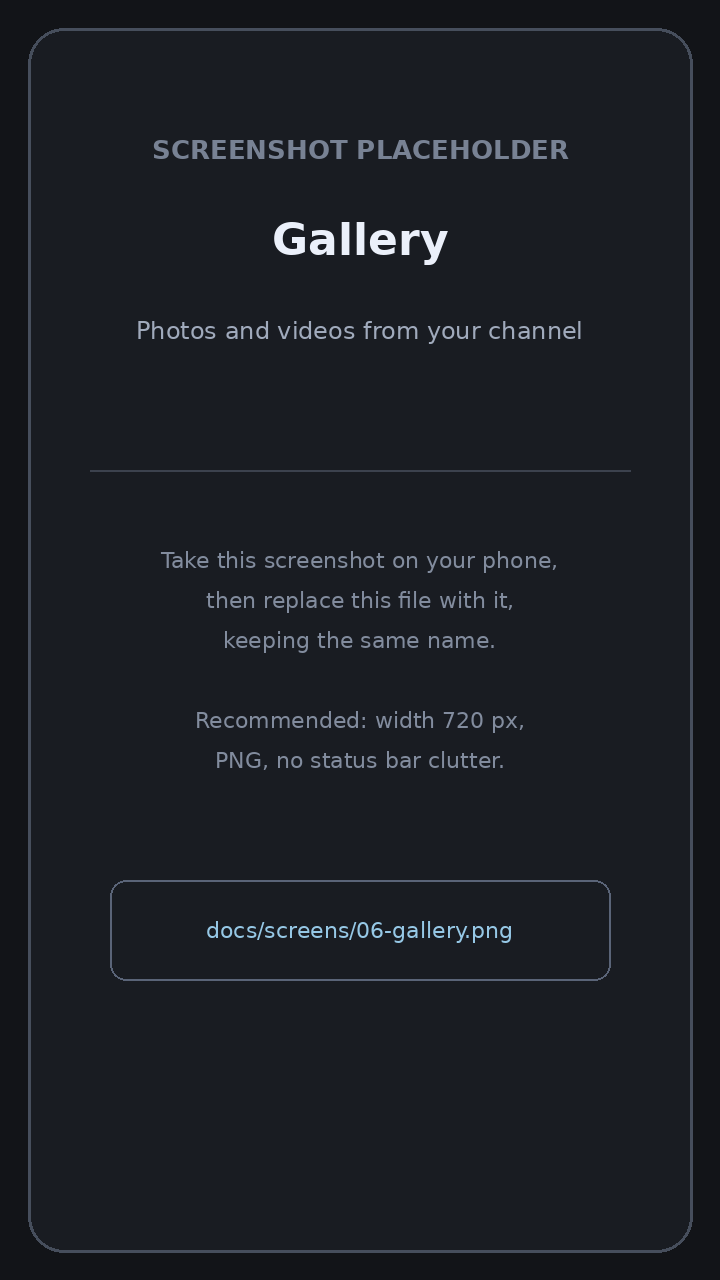 SCREENSHOT PLACEHOLDER
Gallery
Photos and videos from your channel
Take this screenshot on your phone,
then replace this file with it,
keeping the same name.
Recommended: width 720 px,
PNG, no status bar clutter.
docs/screens/06-gallery.png